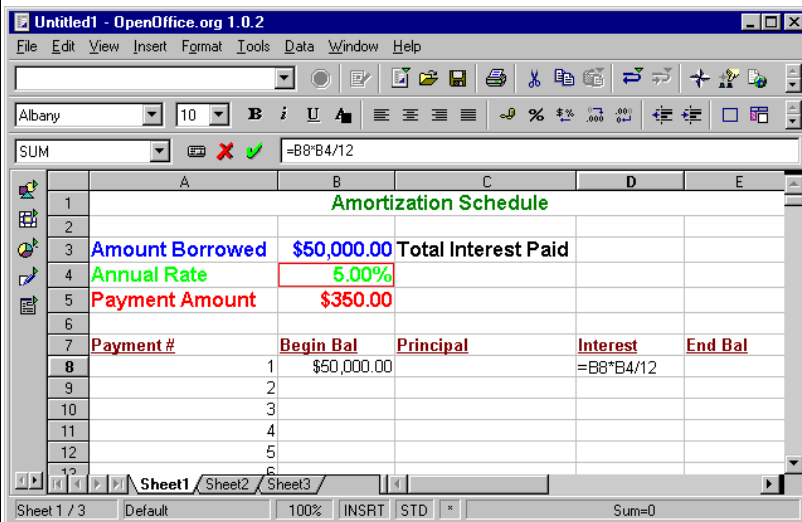 Untitled1 - OpenOffice.org 1.0.2
File Edit View Insert Format Tools Data Window Help
Albany 10 B i U A % $% .000 .000
SUM =B8*B4/12
A B C D E
1 Amortization Schedule
2
3 Amount Borrowed $50,000.00 Total Interest Paid
4 Annual Rate 5.00%
5 Payment Amount $350.00
6
7 Payment # Begin Bal Principal Interest End Bal
8 1 $50,000.00 =B8*B4/12
9 2
10 3
11 4
12 5
13 6
Sheet1 Sheet2 Sheet3
Sheet 1 / 3 Default 100% INSRT STD * Sum=0